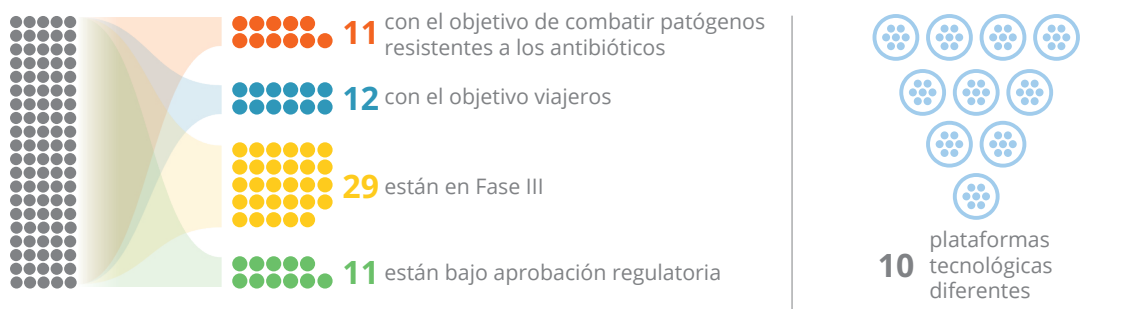 11 con el objetivo de combatir patógenos
resistentes a los antibióticos
12 con el objetivo viajeros
29 están en Fase III
11 están bajo aprobación regulatoria
10 plataformas
tecnológicas
diferentes